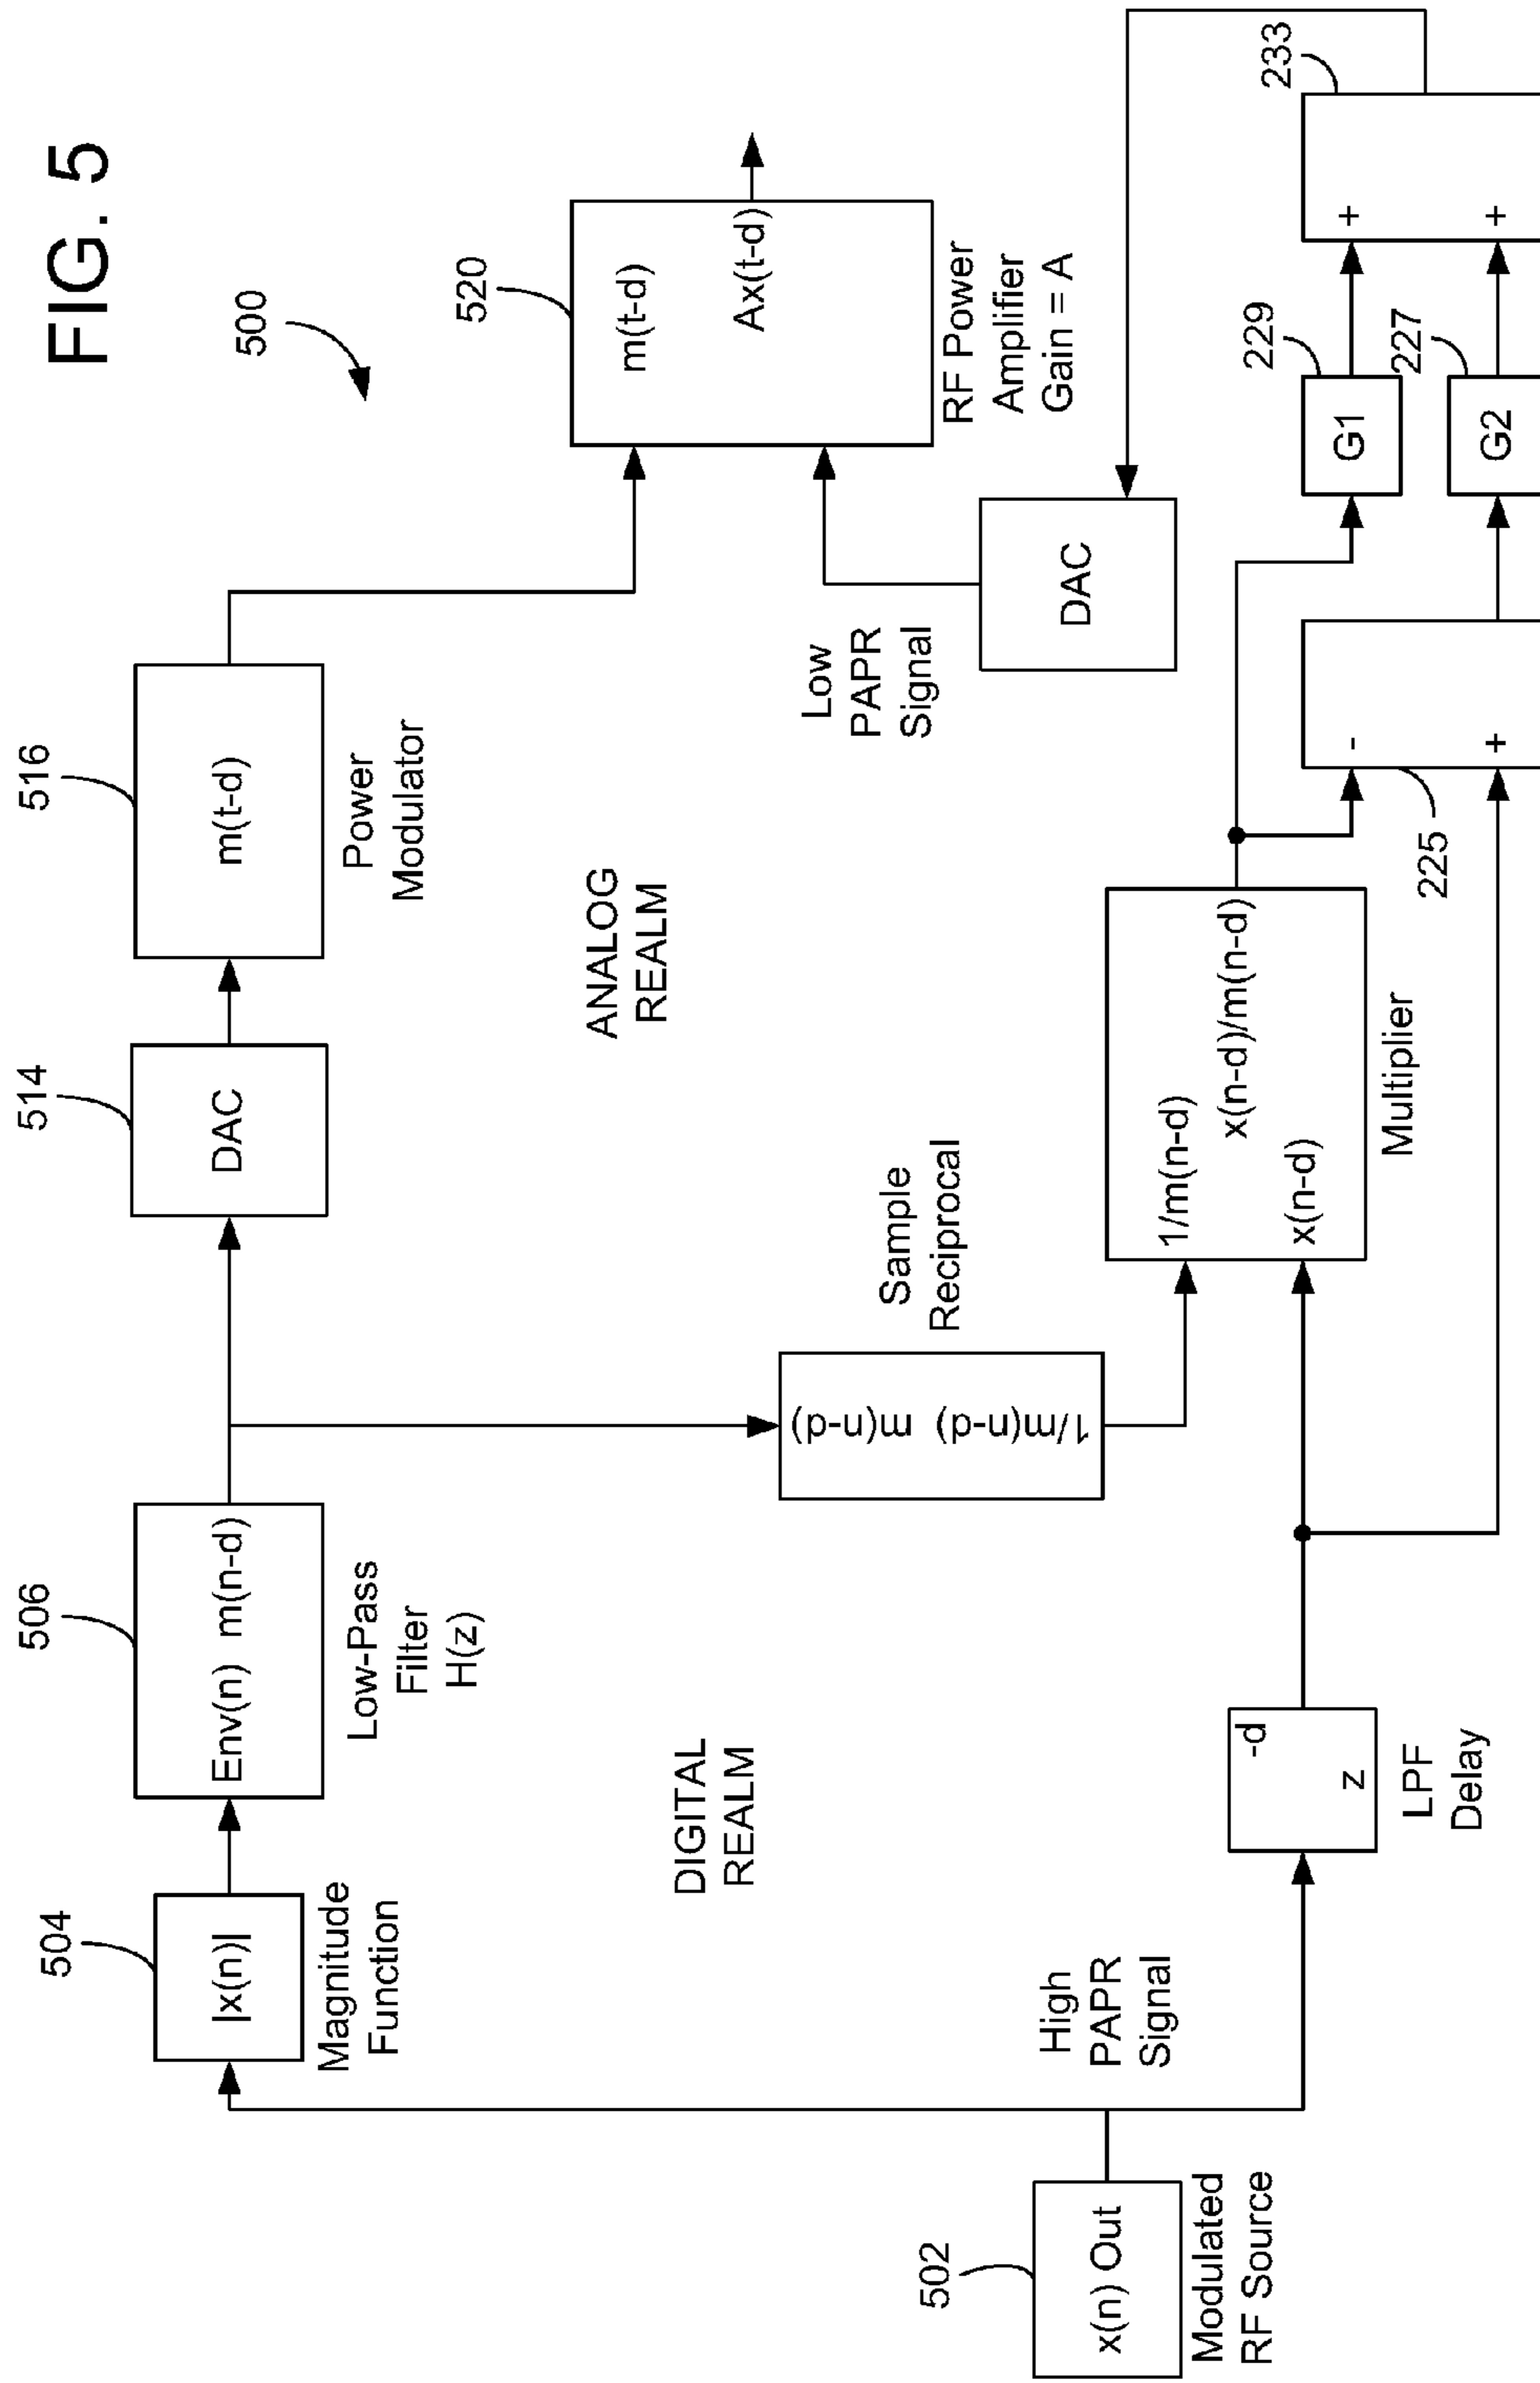 FIG. 5
500
502
x(n) Out
Modulated
RF Source
High
PAPR
Signal
504
|x(n)|
Magnitude
Function
506
Env(n) m(n-d)
Low-Pass
Filter
H(z)
514
DAC
516
m(t-d)
Power
Modulator
DIGITAL
REALM
ANALOG
REALM
520
m(t-d)
Ax(t-d)
RF Power
Amplifier
Gain = A
Sample
Reciprocal
m(n-d)
1/m(n-d)
Low
PAPR
Signal
DAC
z
-d
LPF
Delay
1/m(n-d)
x(n-d)/m(n-d)
x(n-d)
Multiplier
225
-
+
229
G1
227
G2
233
+
+